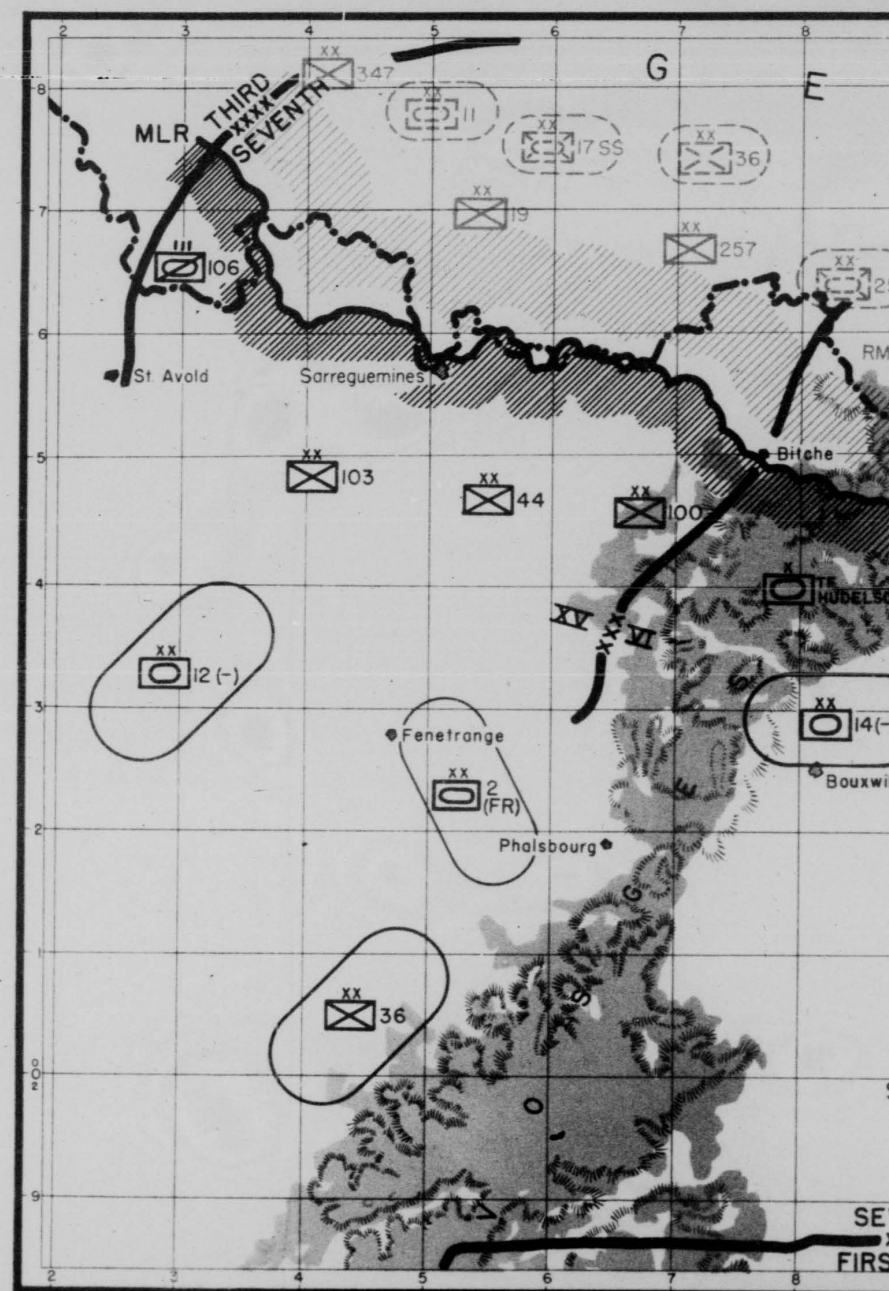 2 3 4 5 6 7 8
G E
8 XX 347
THIRD
XXXX
SEVENTH
MLR
XX 11
XX 17 SS
XX 36
7 XX 19
XX 257
III 106
XX
6
RM
St. Avold
Sarreguemines
5
Bitche
XX 103
XX 44
XX 100
4
X TF
HUDELSO
XV
XXX
VI
XX 12 (-)
S
3
XX 14(-
Fenetrange
Bouxwi
XX 2
(FR)
E
2
Phalsbourg
G
1
S
XX 36
0
2
O
S
9
V
SE
X
FIRS
2 3 4 5 6 7 8